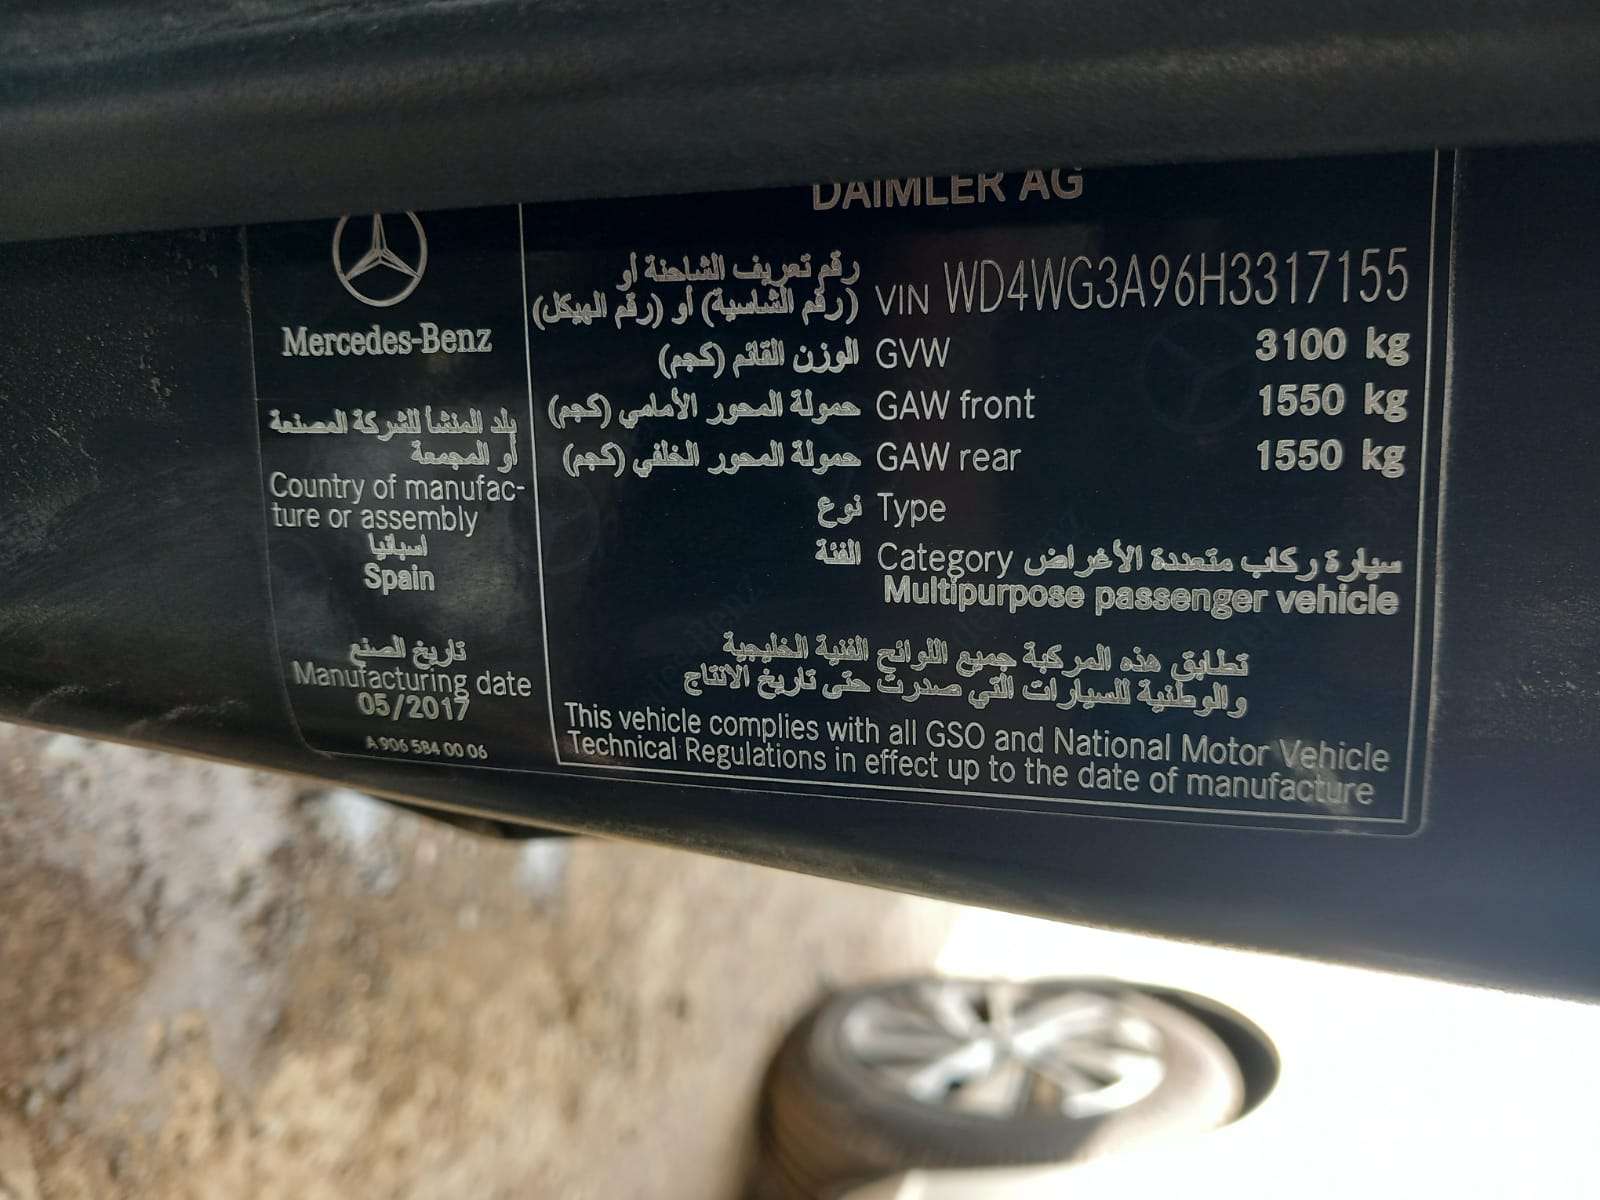 DAIMLER AG
Mercedes-Benz
بلد المنشأ للشركة المصنعة
أو المجمعة
Country of manufac-
ture or assembly
اسبانيا
Spain
تاريخ الصنع
Manufacturing date
05/2017
A 906 584 00 06
رقم تعريف الشاحنة أو
(رقم الشاسية) أو (رقم الهيكل) VIN WD4WG3A96H3317155
الوزن القائم (كجم) GVW 3100 kg
حمولة المحور الأمامي (كجم) GAW front 1550 kg
حمولة المحور الخلفي (كجم) GAW rear 1550 kg
نوع Type
الفئة Category سيارة ركاب متعددة الأغراض
Multipurpose passenger vehicle
تطابق هذه المركبة جميع اللوائح الفنية الخليجية
والوطنية للسيارات التي صدرت حتى تاريخ الانتاج
This vehicle complies with all GSO and National Motor Vehicle
Technical Regulations in effect up to the date of manufacture